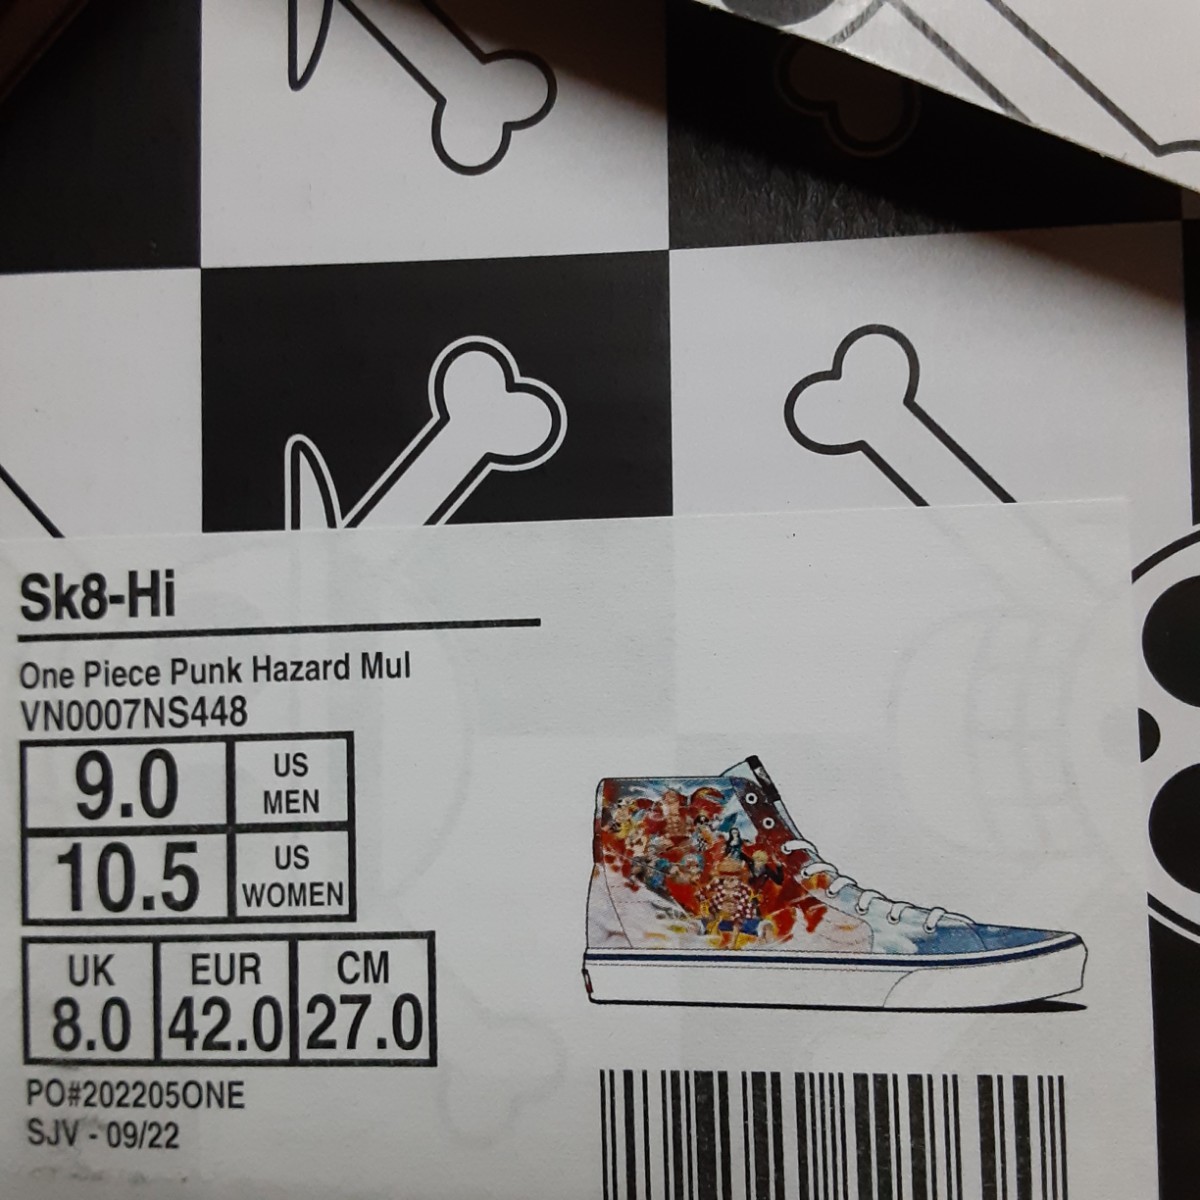 Sk8-Hi
One Piece Punk Hazard Mul
VN0007NS448
9.0 US MEN
10.5 US WOMEN
UK EUR CM
8.0 42.0 27.0
PO#202205ONE
SJV - 09/22